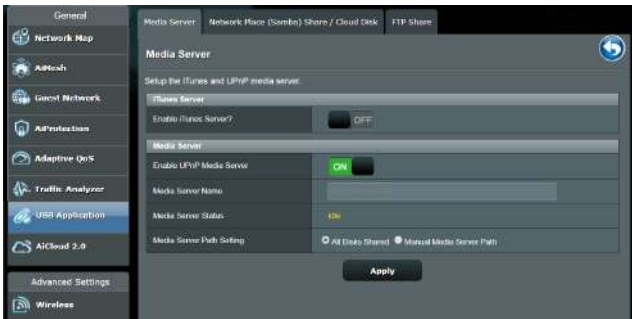 General
Network Map
AiMesh
Guest Network
AiProtection
Adaptive QoS
Traffic Analyzer
USB Application
AiCloud 2.0
Advanced Settings
Wireless
Media Server
Network Place (Samba) Share / Cloud Disk
FTP Share
Media Server
Setup the iTunes and UPnP media server.
iTunes Server
Enable iTunes Server?
OFF
Media Server
Enable UPnP Media Server
ON
Media Server Name
Media Server Status
Idle
Media Server Path Setting
All Disks Shared
Manual Media Server Path
Apply